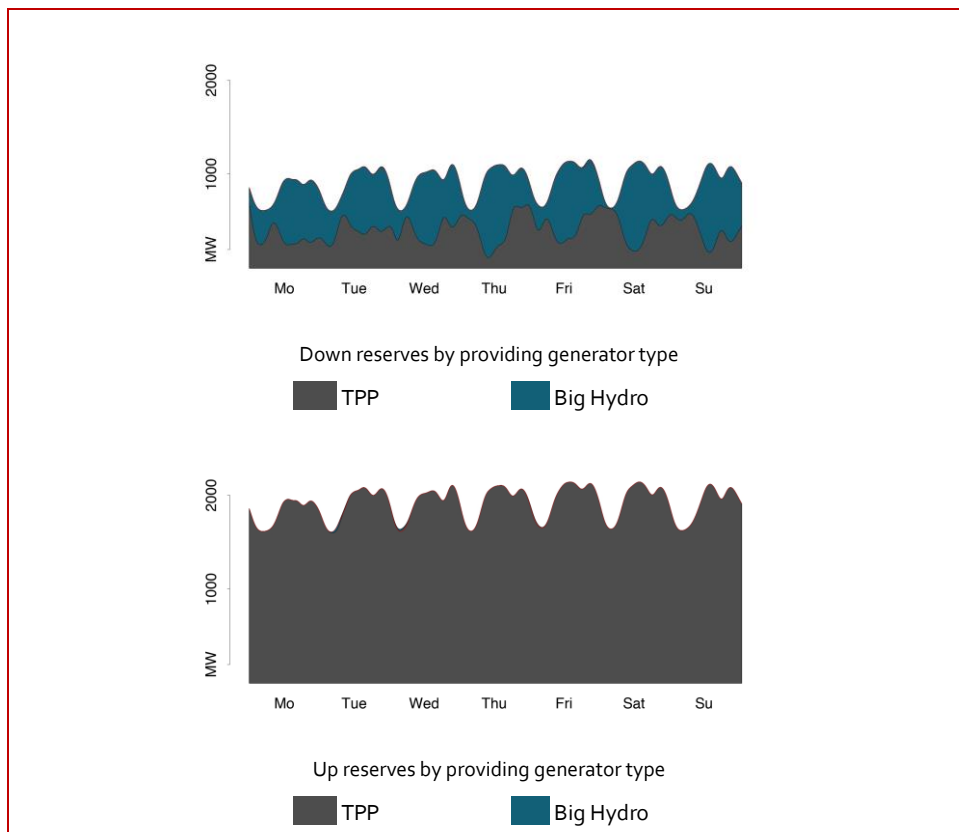 2000
1000
MW
Mo Tue Wed Thu Fri Sat Su
Down reserves by providing generator type
TPP Big Hydro
2000
1000
MW
Mo Tue Wed Thu Fri Sat Su
Up reserves by providing generator type
TPP Big Hydro